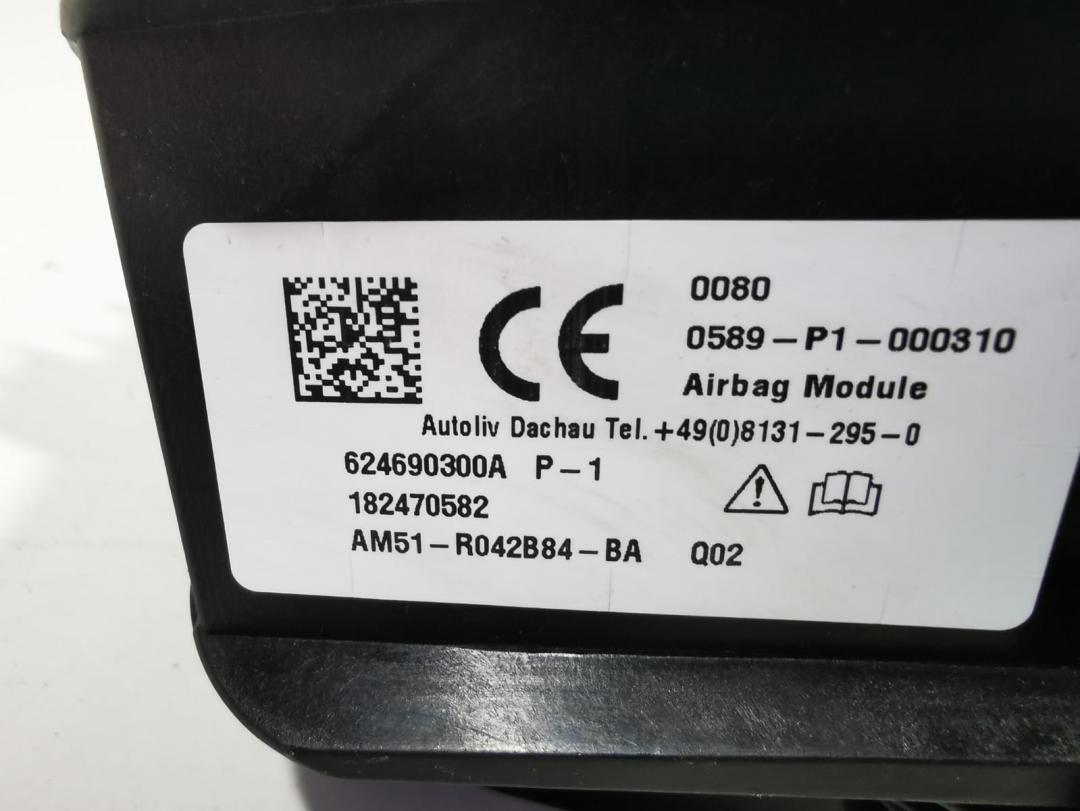 CE
0080
0589-P1-000310
Airbag Module
Autoliv Dachau Tel. +49(0)8131-295-0
624690300A P-1
182470582
AM51-R042B84-BA Q02